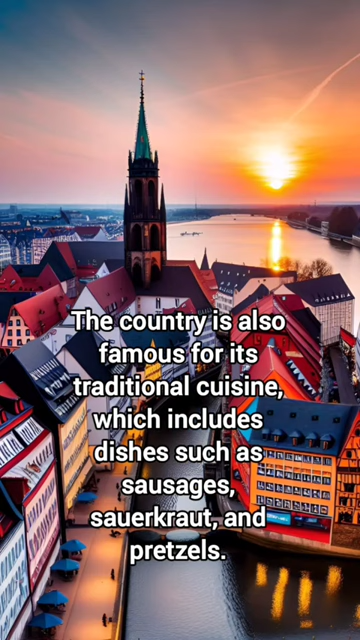 The country is also
famous for its
traditional cuisine,
which includes
dishes such as
sausages,
sauerkraut, and
pretzels.